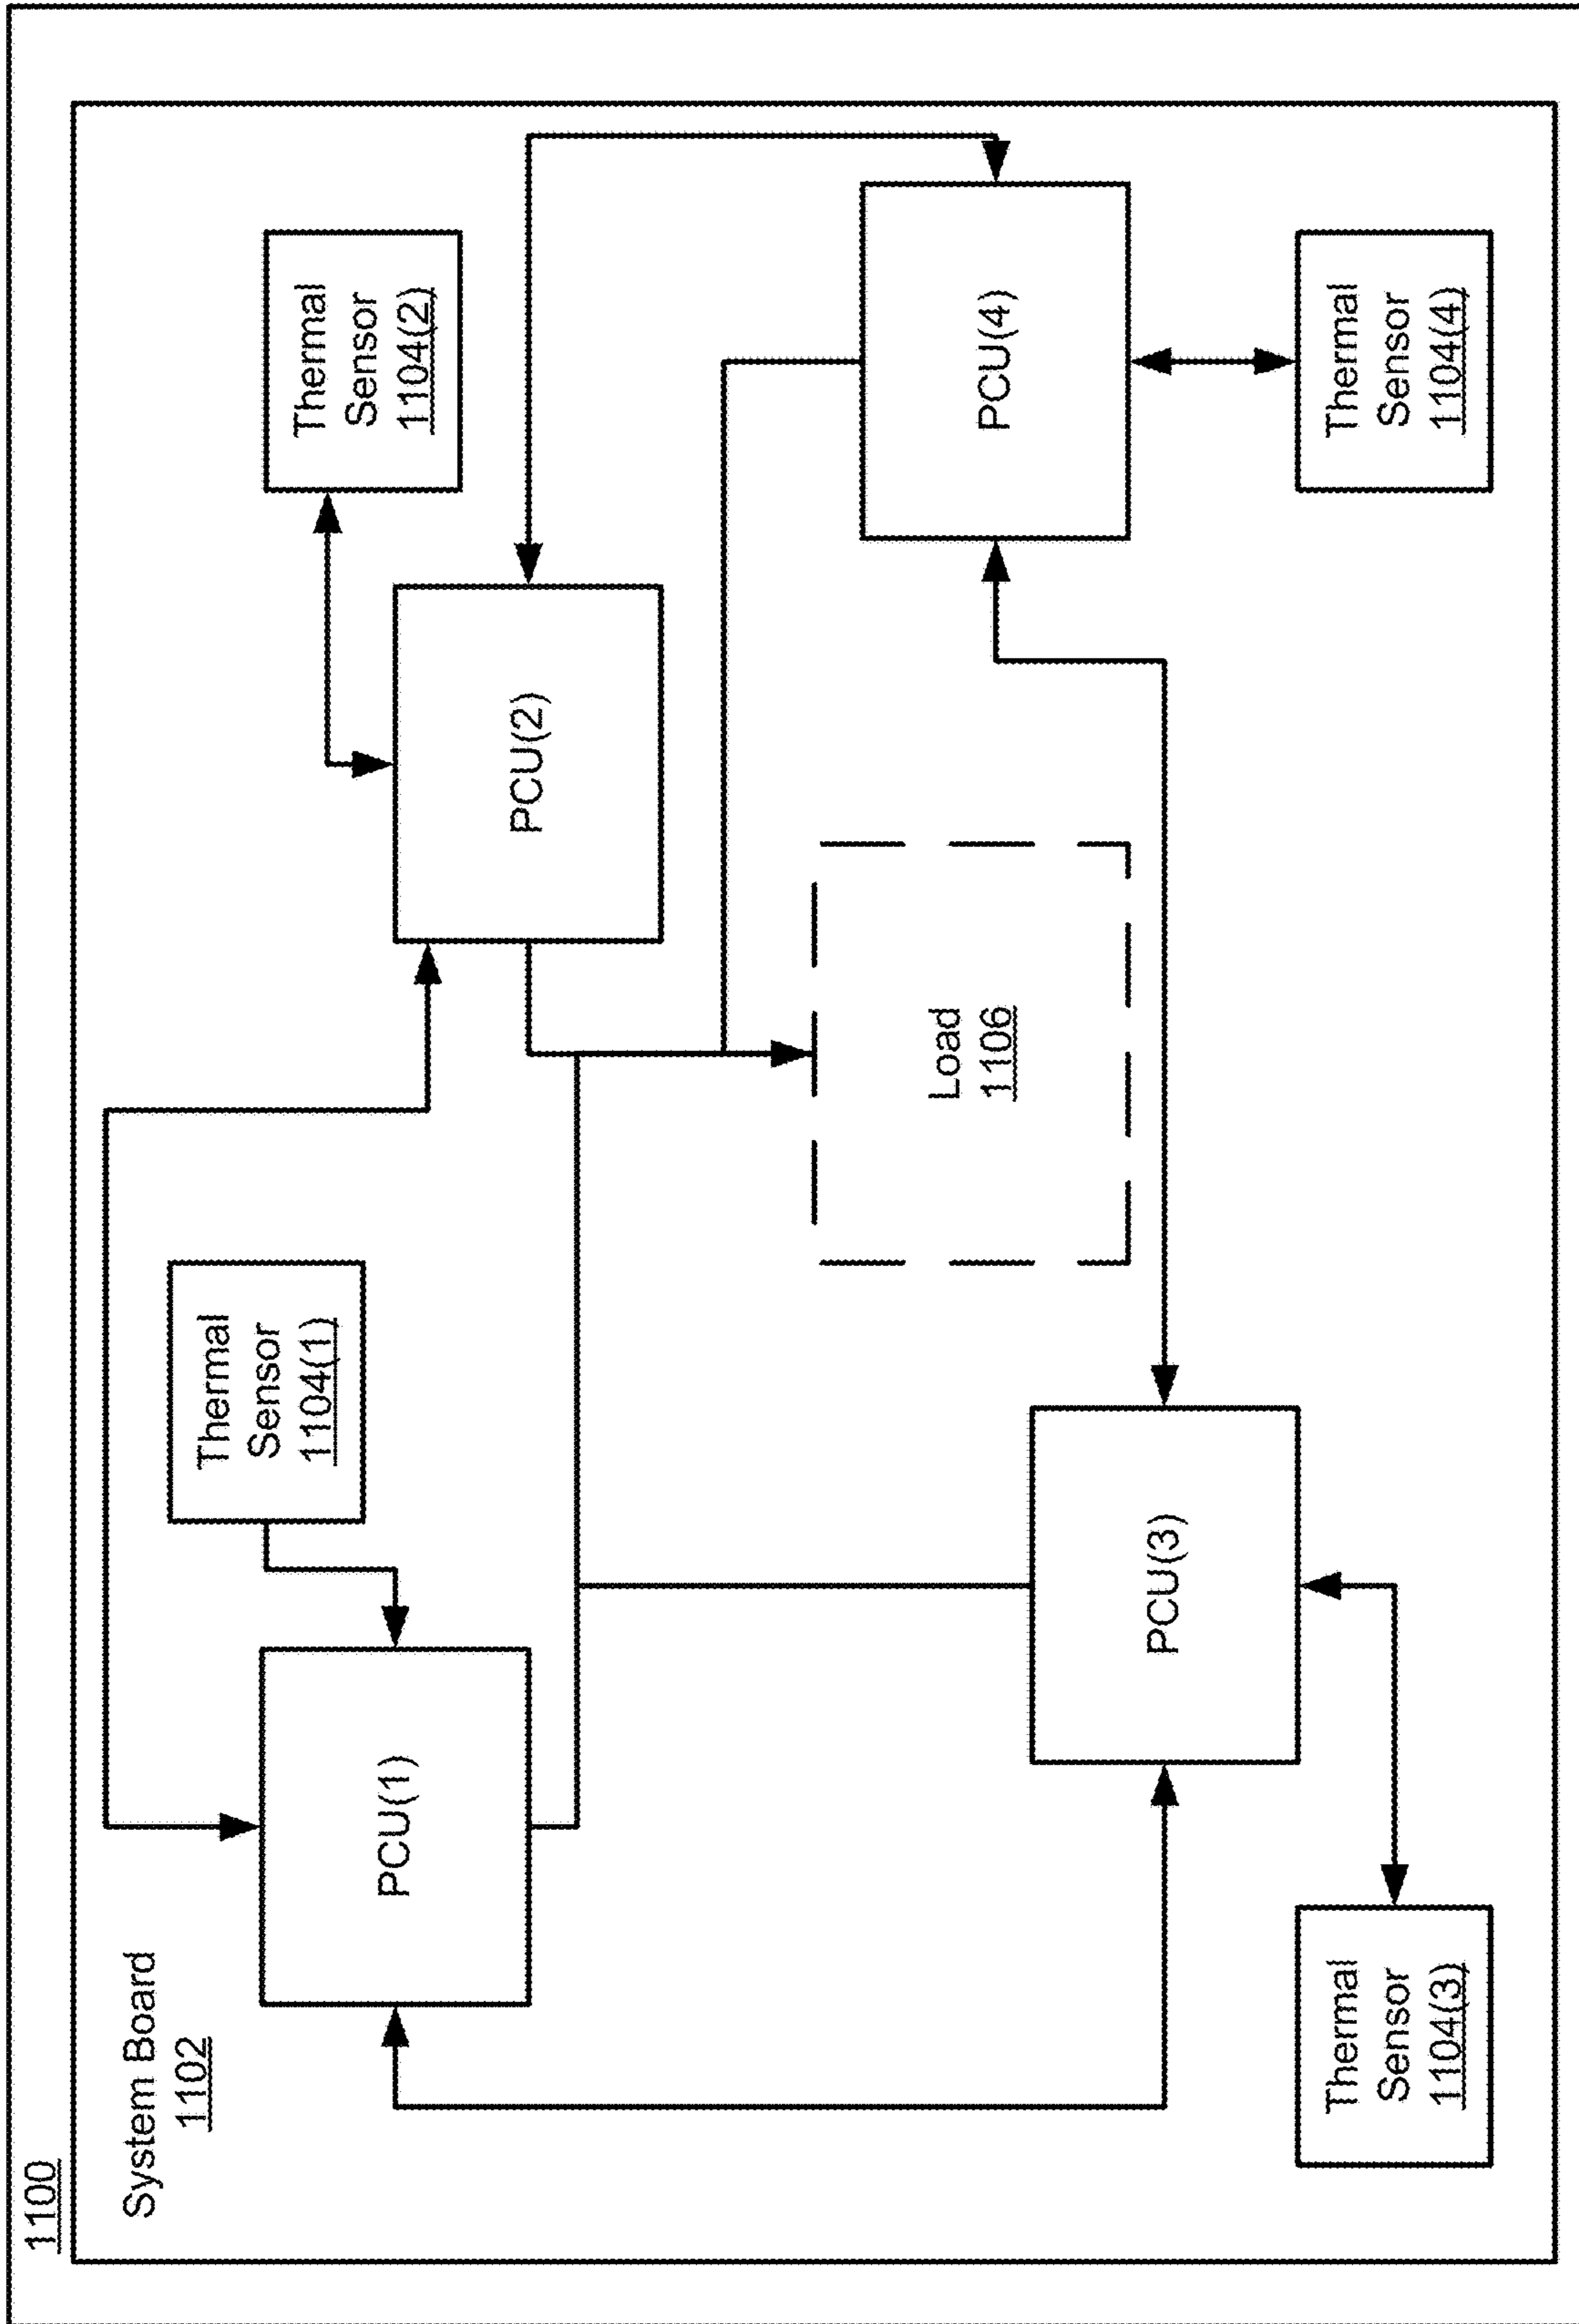 1100
System Board
1102
Thermal
Sensor
1104(1)
Thermal
Sensor
1104(2)
PCU(1)
PCU(2)
Load
1106
PCU(3)
PCU(4)
Thermal
Sensor
1104(3)
Thermal
Sensor
1104(4)